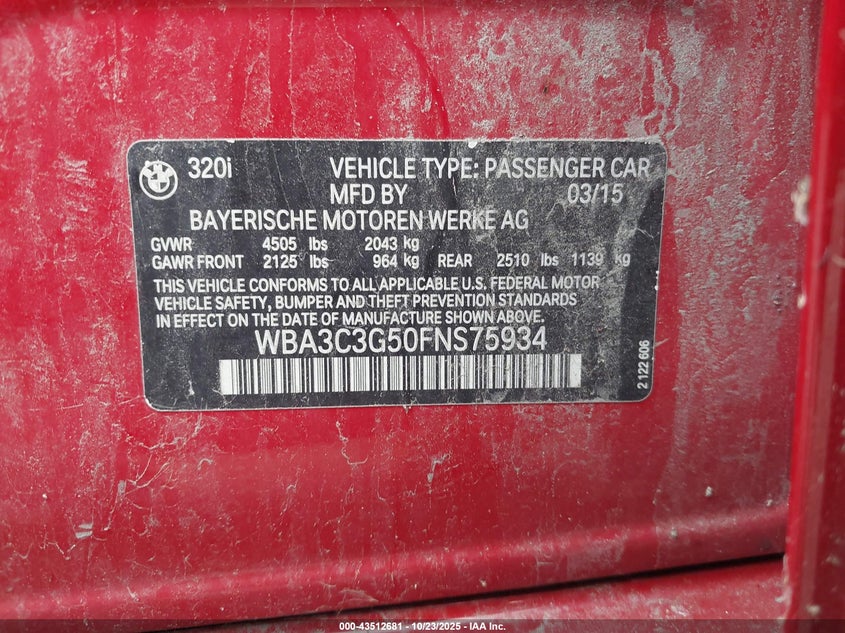 320i VEHICLE TYPE: PASSENGER CAR
MFD BY 03/15
BAYERISCHE MOTOREN WERKE AG
GVWR 4505 lbs 2043 kg
GAWR FRONT 2125 lbs 964 kg REAR 2510 lbs 1139 kg
THIS VEHICLE CONFORMS TO ALL APPLICABLE U.S. FEDERAL MOTOR
VEHICLE SAFETY, BUMPER AND THEFT PREVENTION STANDARDS
IN EFFECT ON THE DATE OF MANUFACTURE SHOWN ABOVE.
WBA3C3G50FNS75934
2 122 606
000-43512681 - 10/23/2025 - IAA Inc.